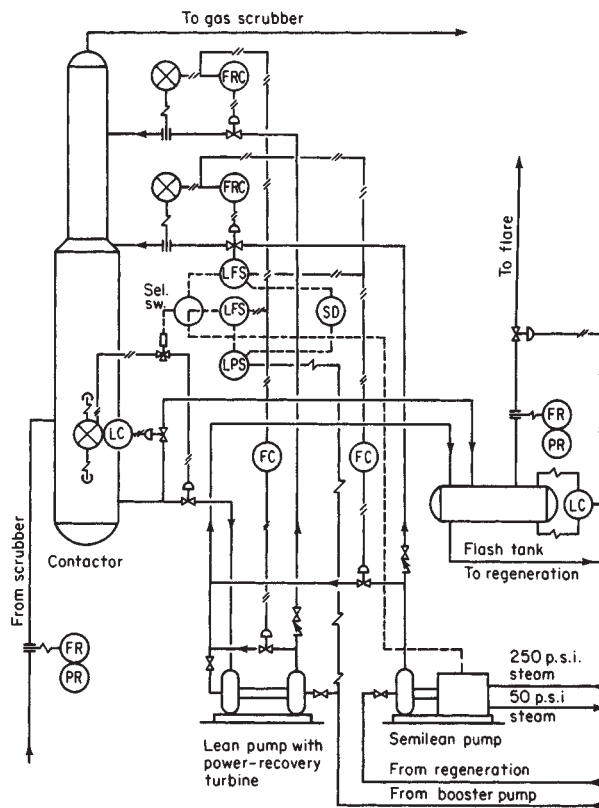 To gas scrubber
FRC
FRC
LFS
Sel.
sw.
LFS
SD
LPS
To flare
LC
FC
FC
FR
PR
LC
Contactor
Flash tank
To regeneration
From scrubber
FR
PR
250 p.s.i.
steam
50 p.s.i
steam
Lean pump with
power-recovery
turbine
Semilean pump
From regeneration
From booster pump